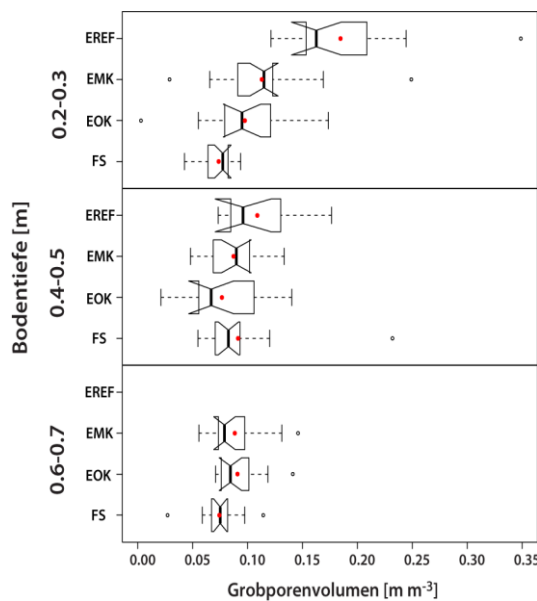 Bodentiefe [m]
0.2-0.3
EREF
EMK
EOK
FS
0.4-0.5
EREF
EMK
EOK
FS
0.6-0.7
EREF
EMK
EOK
FS
0.00 0.05 0.10 0.15 0.20 0.25 0.30 0.35
Grobporenvolumen [m m⁻³]